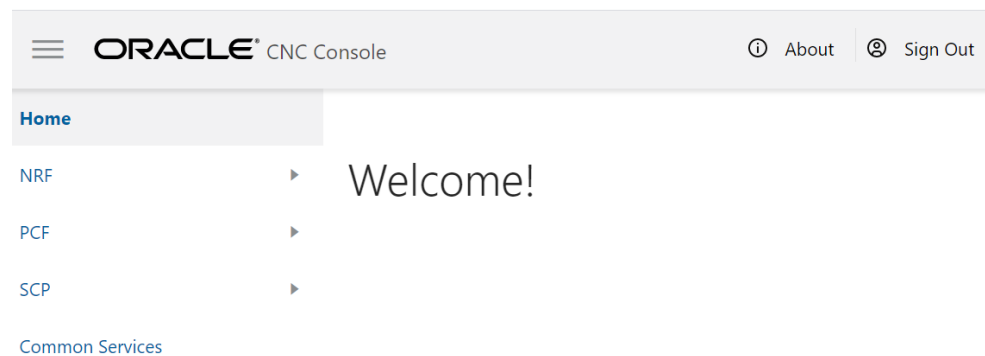 ORACLE® CNC Console
About
Sign Out
Home
NRF
Welcome!
PCF
SCP
Common Services